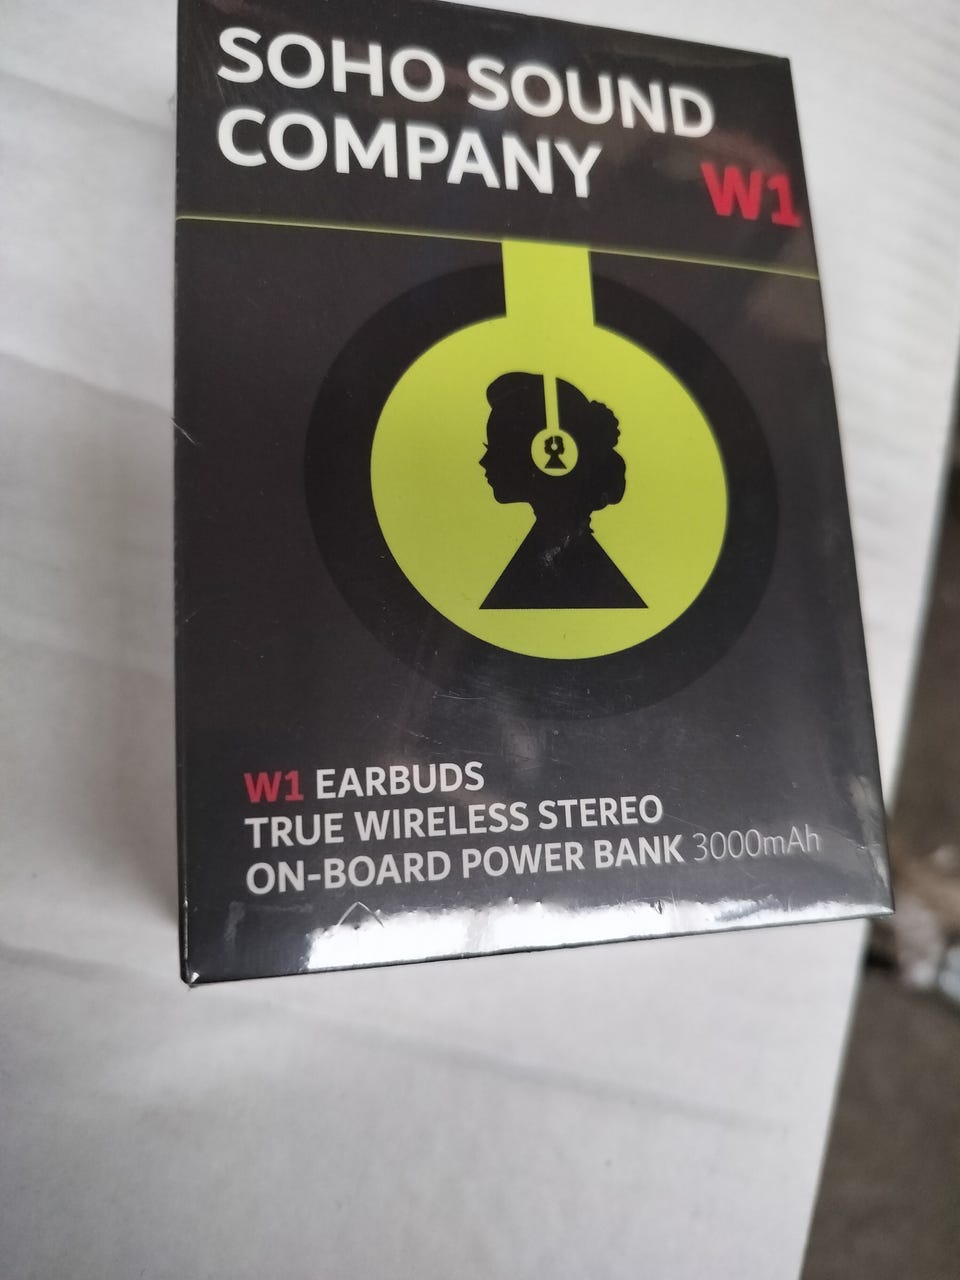 SOHO SOUND
COMPANY
W1
W1 EARBUDS
TRUE WIRELESS STEREO
ON-BOARD POWER BANK 3000mAh